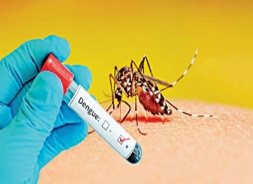 Dengue: ☐ ☑